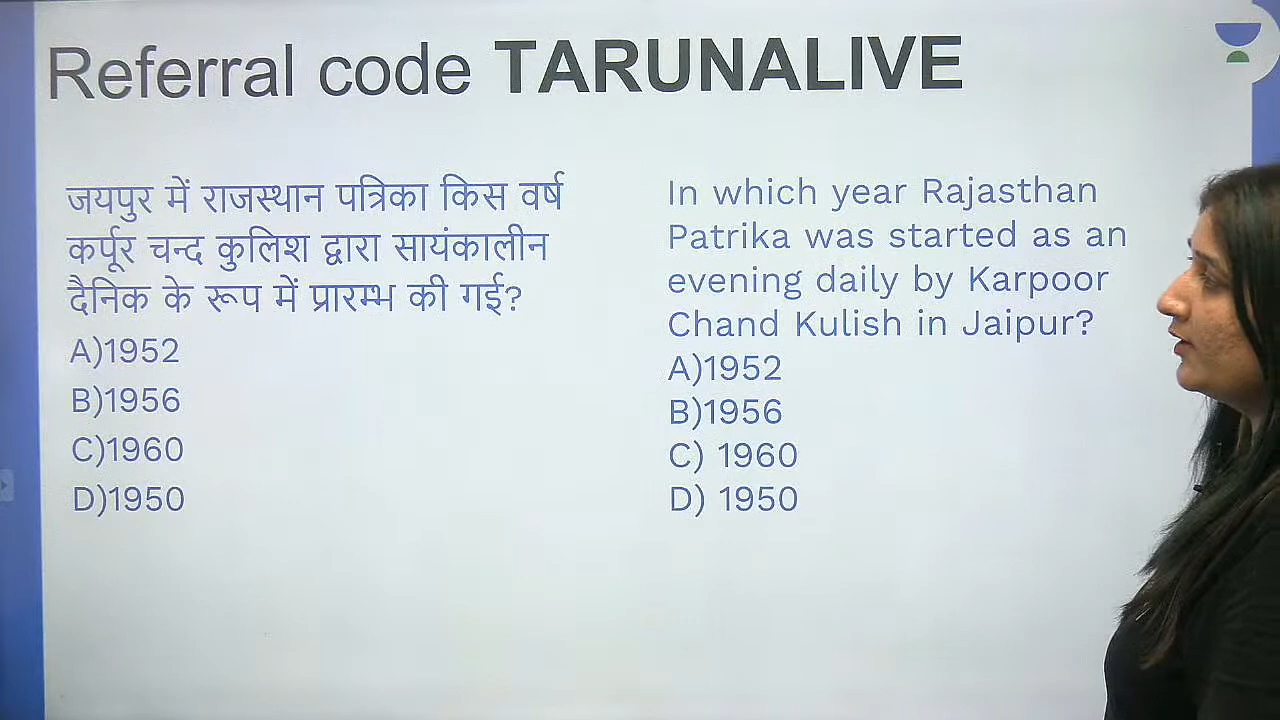 Referral code TARUNALIVE
जयपुर में राजस्थान पत्रिका किस वर्ष
कर्पूर चन्द कुलिश द्वारा सायंकालीन
दैनिक के रूप में प्रारम्भ की गई?
A)1952
B)1956
C)1960
D)1950
In which year Rajasthan
Patrika was started as an
evening daily by Karpoor
Chand Kulish in Jaipur?
A)1952
B)1956
C) 1960
D) 1950